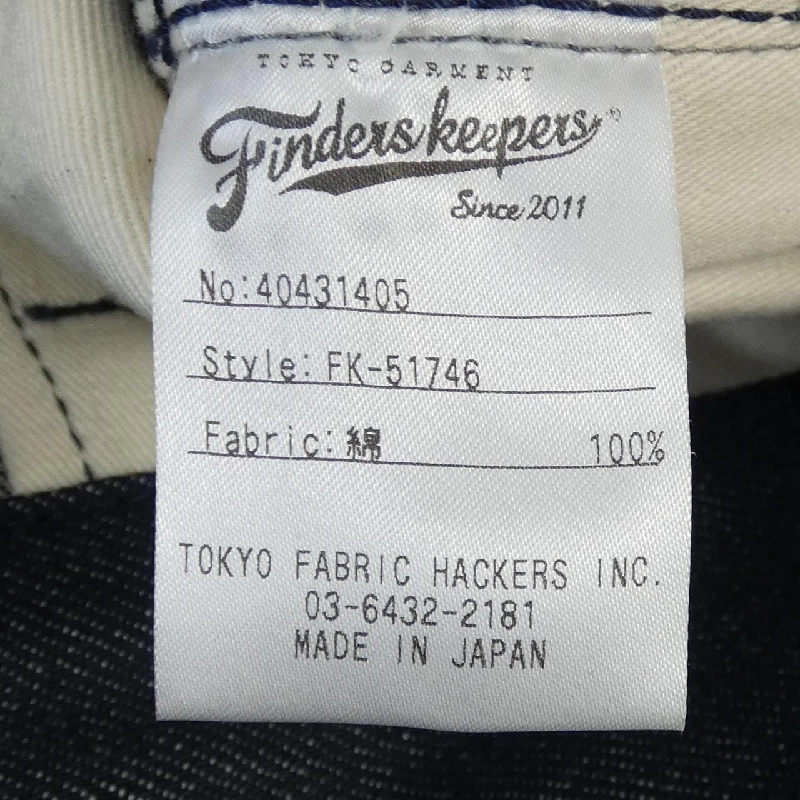 TOKYO GARMENT
Finders keepers
Since 2011
No:40431405
Style: FK-51746
Fabric: 綿 100%
TOKYO FABRIC HACKERS INC.
03-6432-2181
MADE IN JAPAN